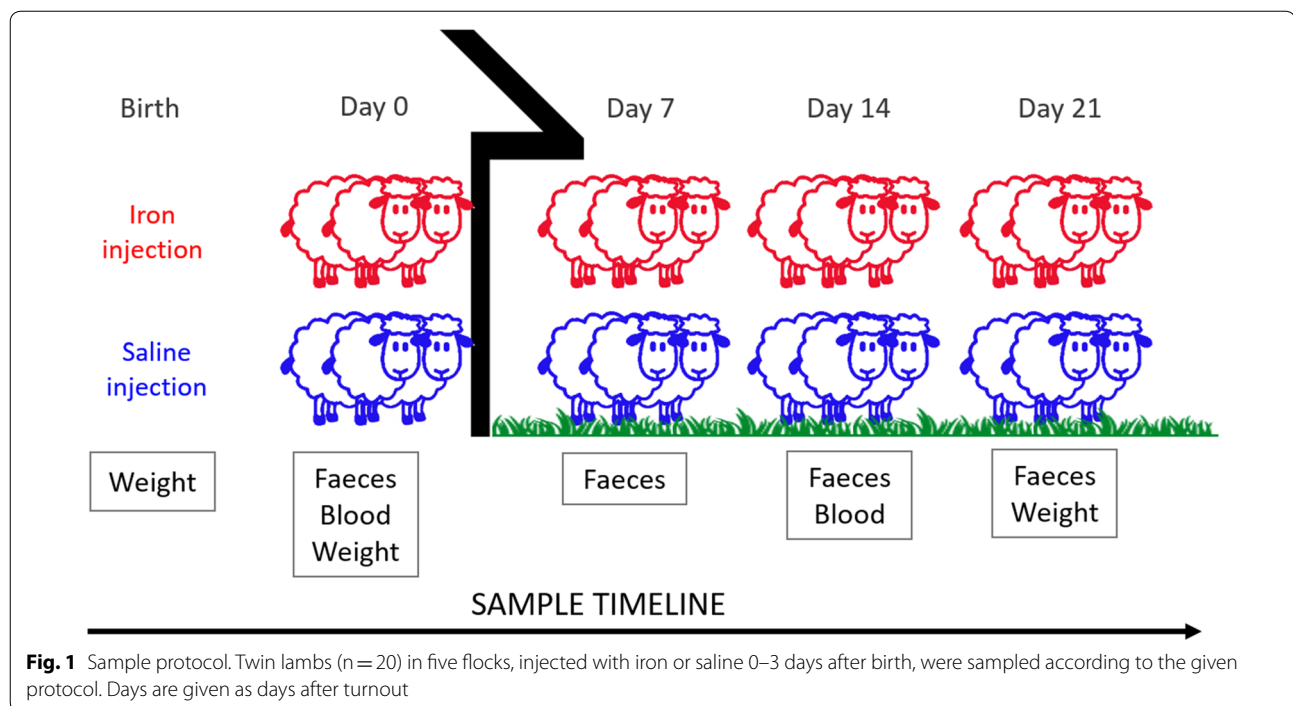 Birth Day 0 Day 7 Day 14 Day 21
Iron
injection
Saline
injection
Weight
Faeces
Blood
Weight
Faeces
Faeces
Blood
Faeces
Weight
SAMPLE TIMELINE
Fig. 1 Sample protocol. Twin lambs (n = 20) in five flocks, injected with iron or saline 0–3 days after birth, were sampled according to the given
protocol. Days are given as days after turnout